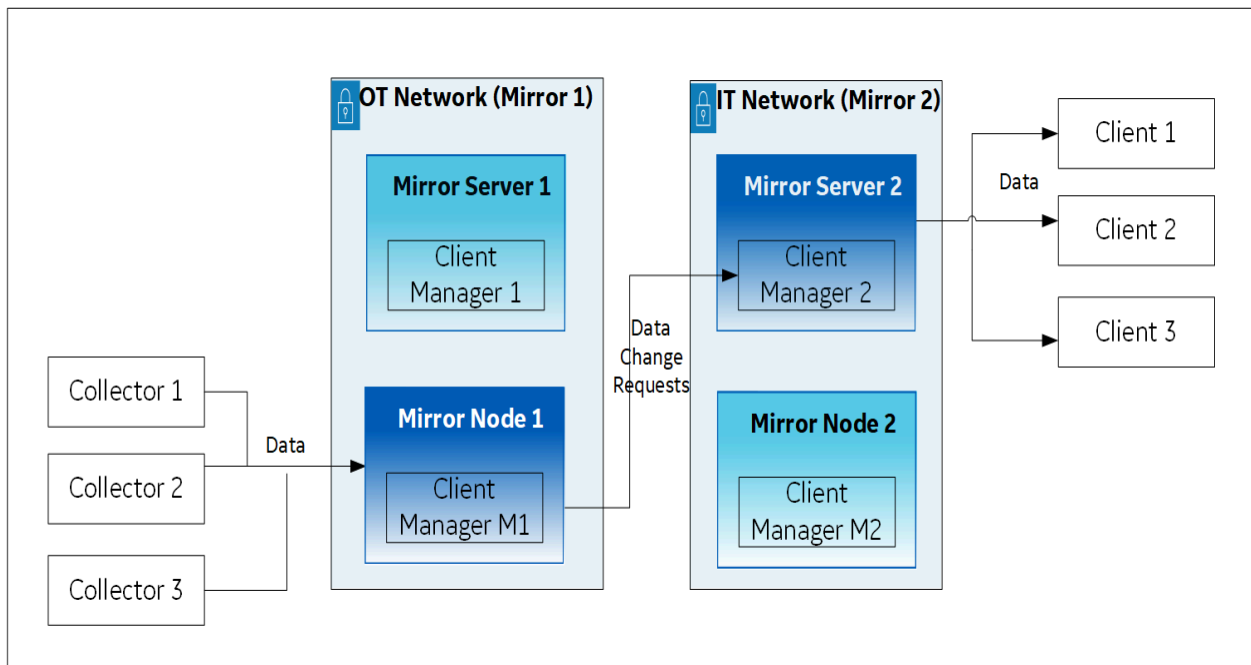 OT Network (Mirror 1)
Mirror Server 1
Client
Manager 1
Mirror Node 1
Client
Manager M1
Collector 1
Collector 2
Collector 3
Data
Data
Change
Requests
IT Network (Mirror 2)
Mirror Server 2
Client
Manager 2
Mirror Node 2
Client
Manager M2
Data
Client 1
Client 2
Client 3